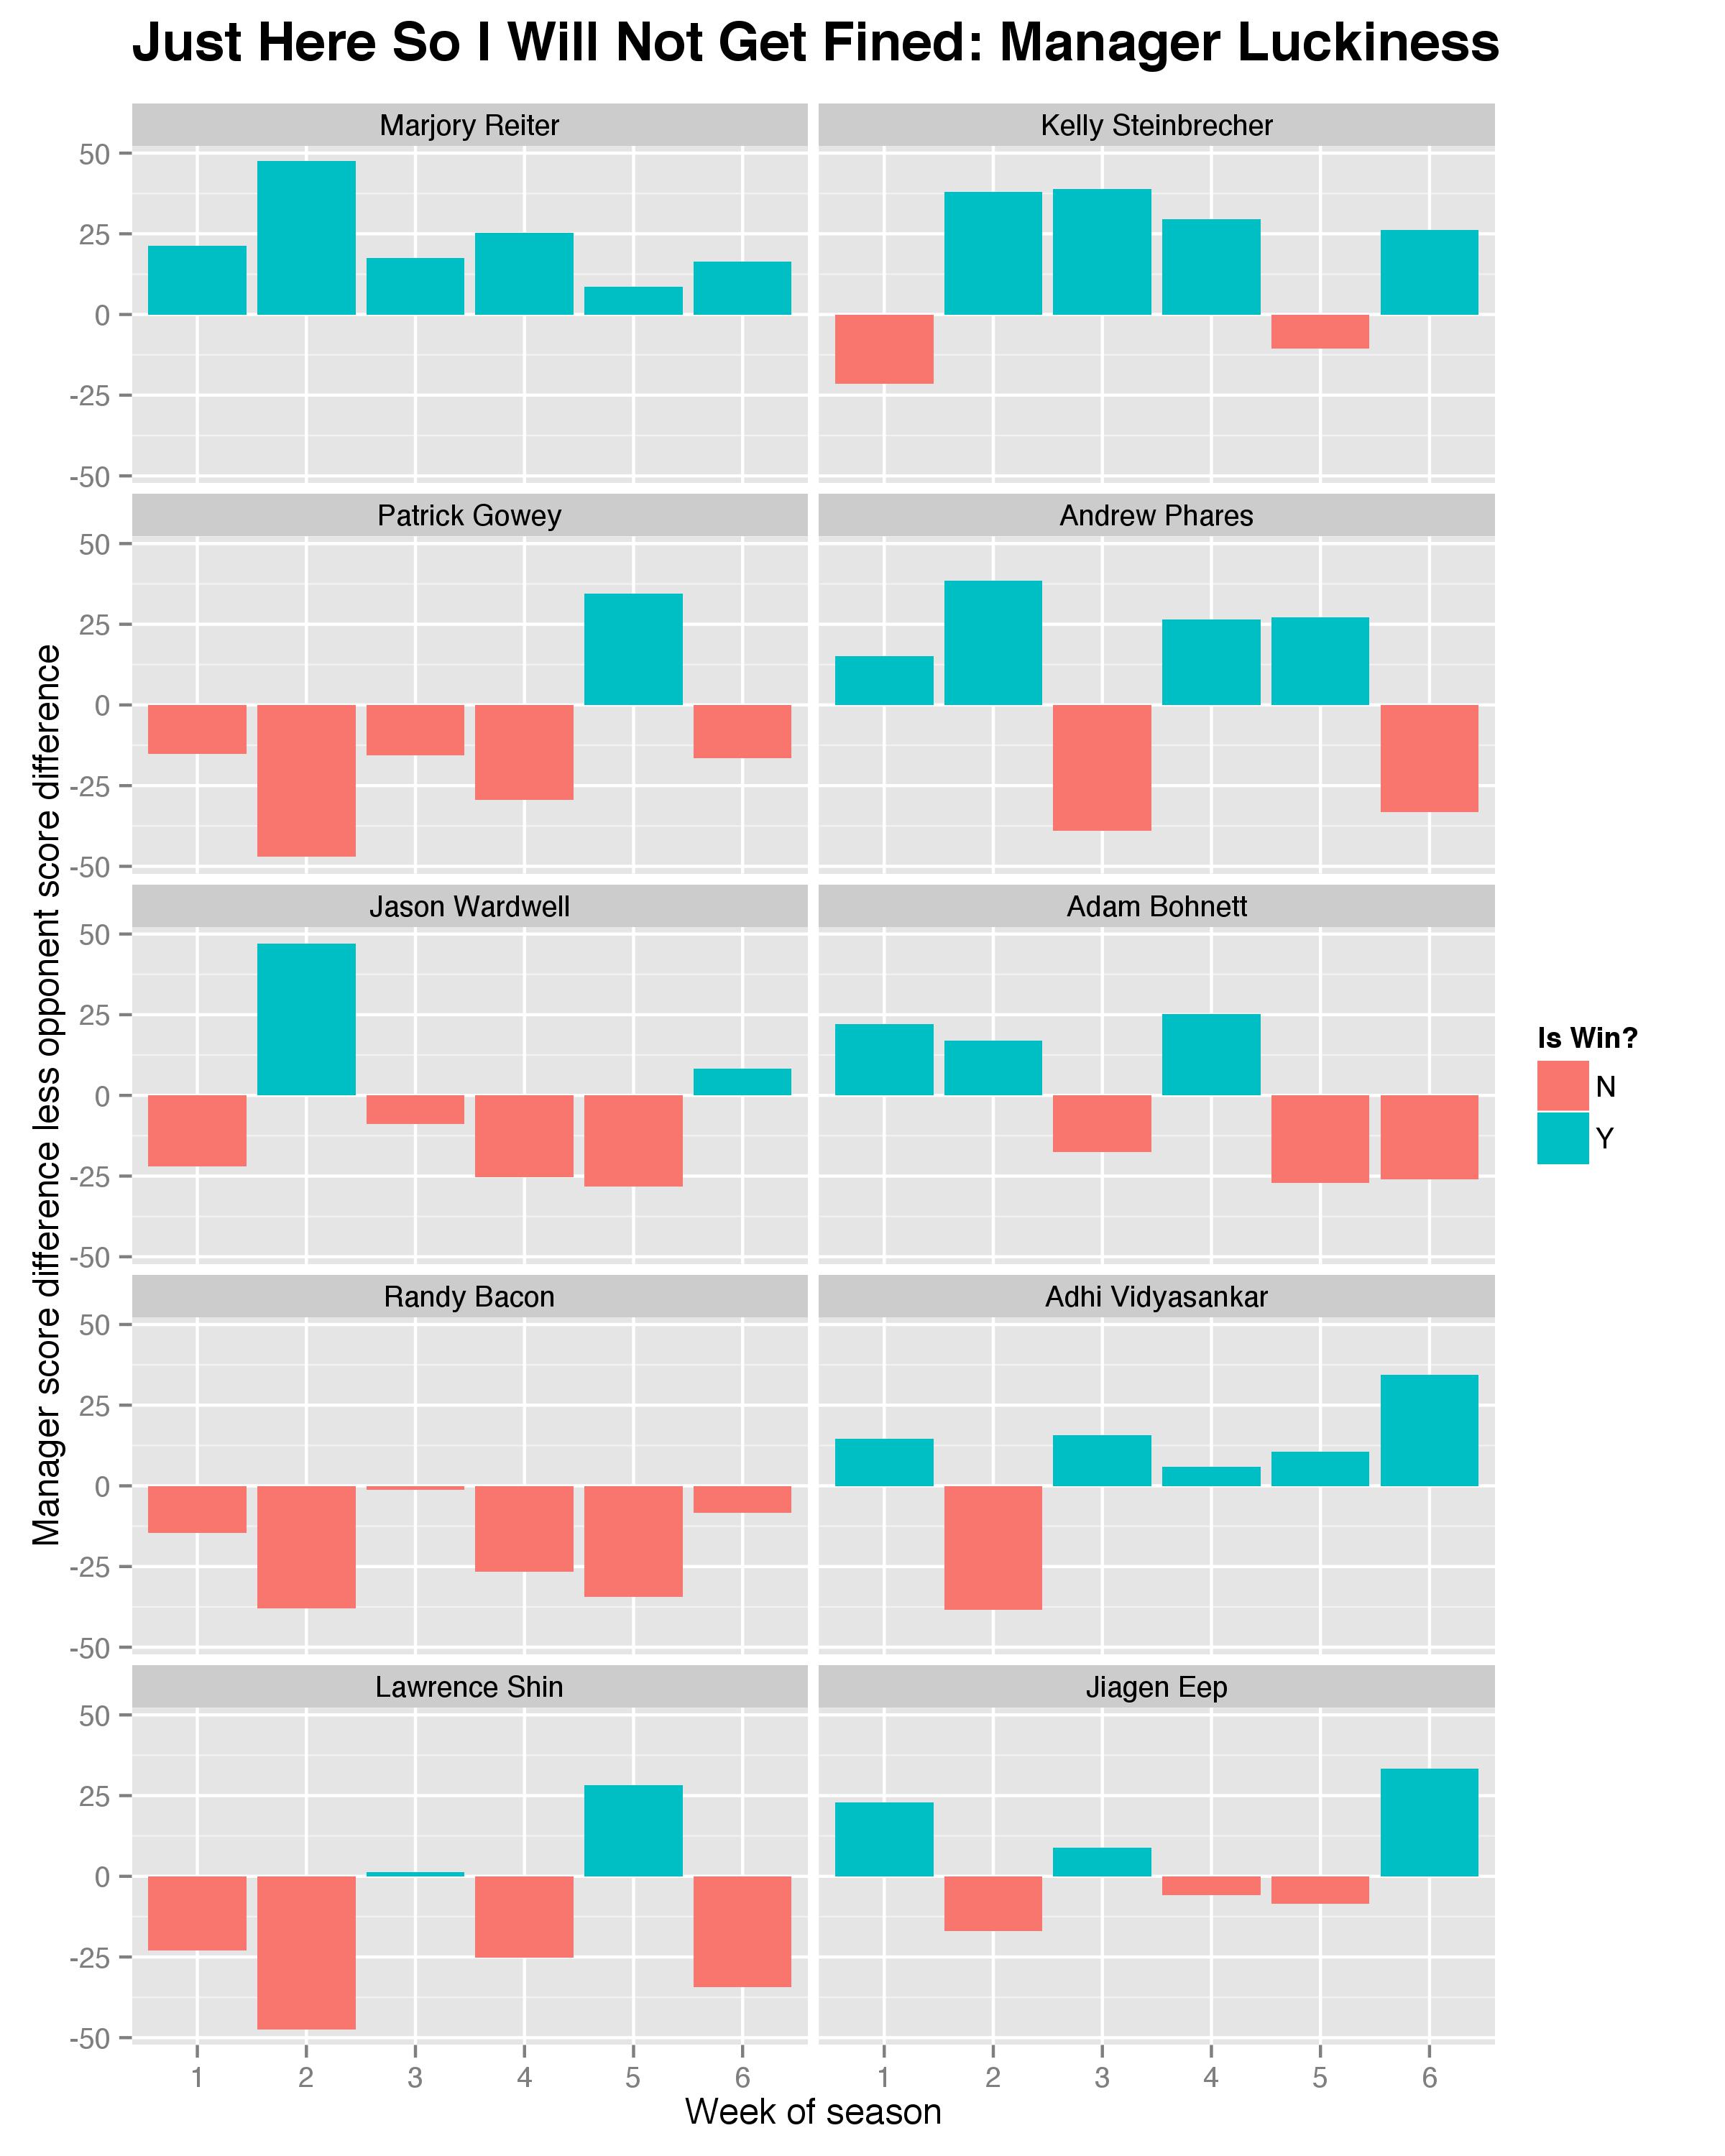 Just Here So I Will Not Get Fined: Manager Luckiness
Marjory Reiter
Kelly Steinbrecher
50
25
0
-25
-50
Patrick Gowey
Andrew Phares
50
25
0
-25
-50
Jason Wardwell
Adam Bohnett
50
25
0
-25
-50
Randy Bacon
Adhi Vidyasankar
50
25
0
-25
-50
Lawrence Shin
Jiagen Eep
50
25
0
-25
-50
1 2 3 4 5 6
1 2 3 4 5 6
Week of season
Manager score difference less opponent score difference
Is Win?
N
Y